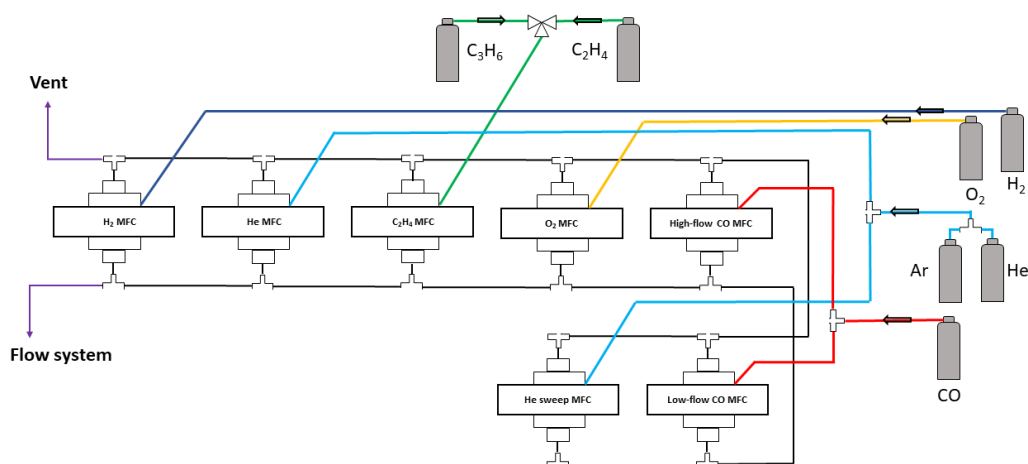 C₃H₆
C₂H₄
Vent
O₂
H₂
H₂ MFC
He MFC
C₂H₄ MFC
O₂ MFC
High-flow CO MFC
Ar
He
Flow system
He sweep MFC
Low-flow CO MFC
CO